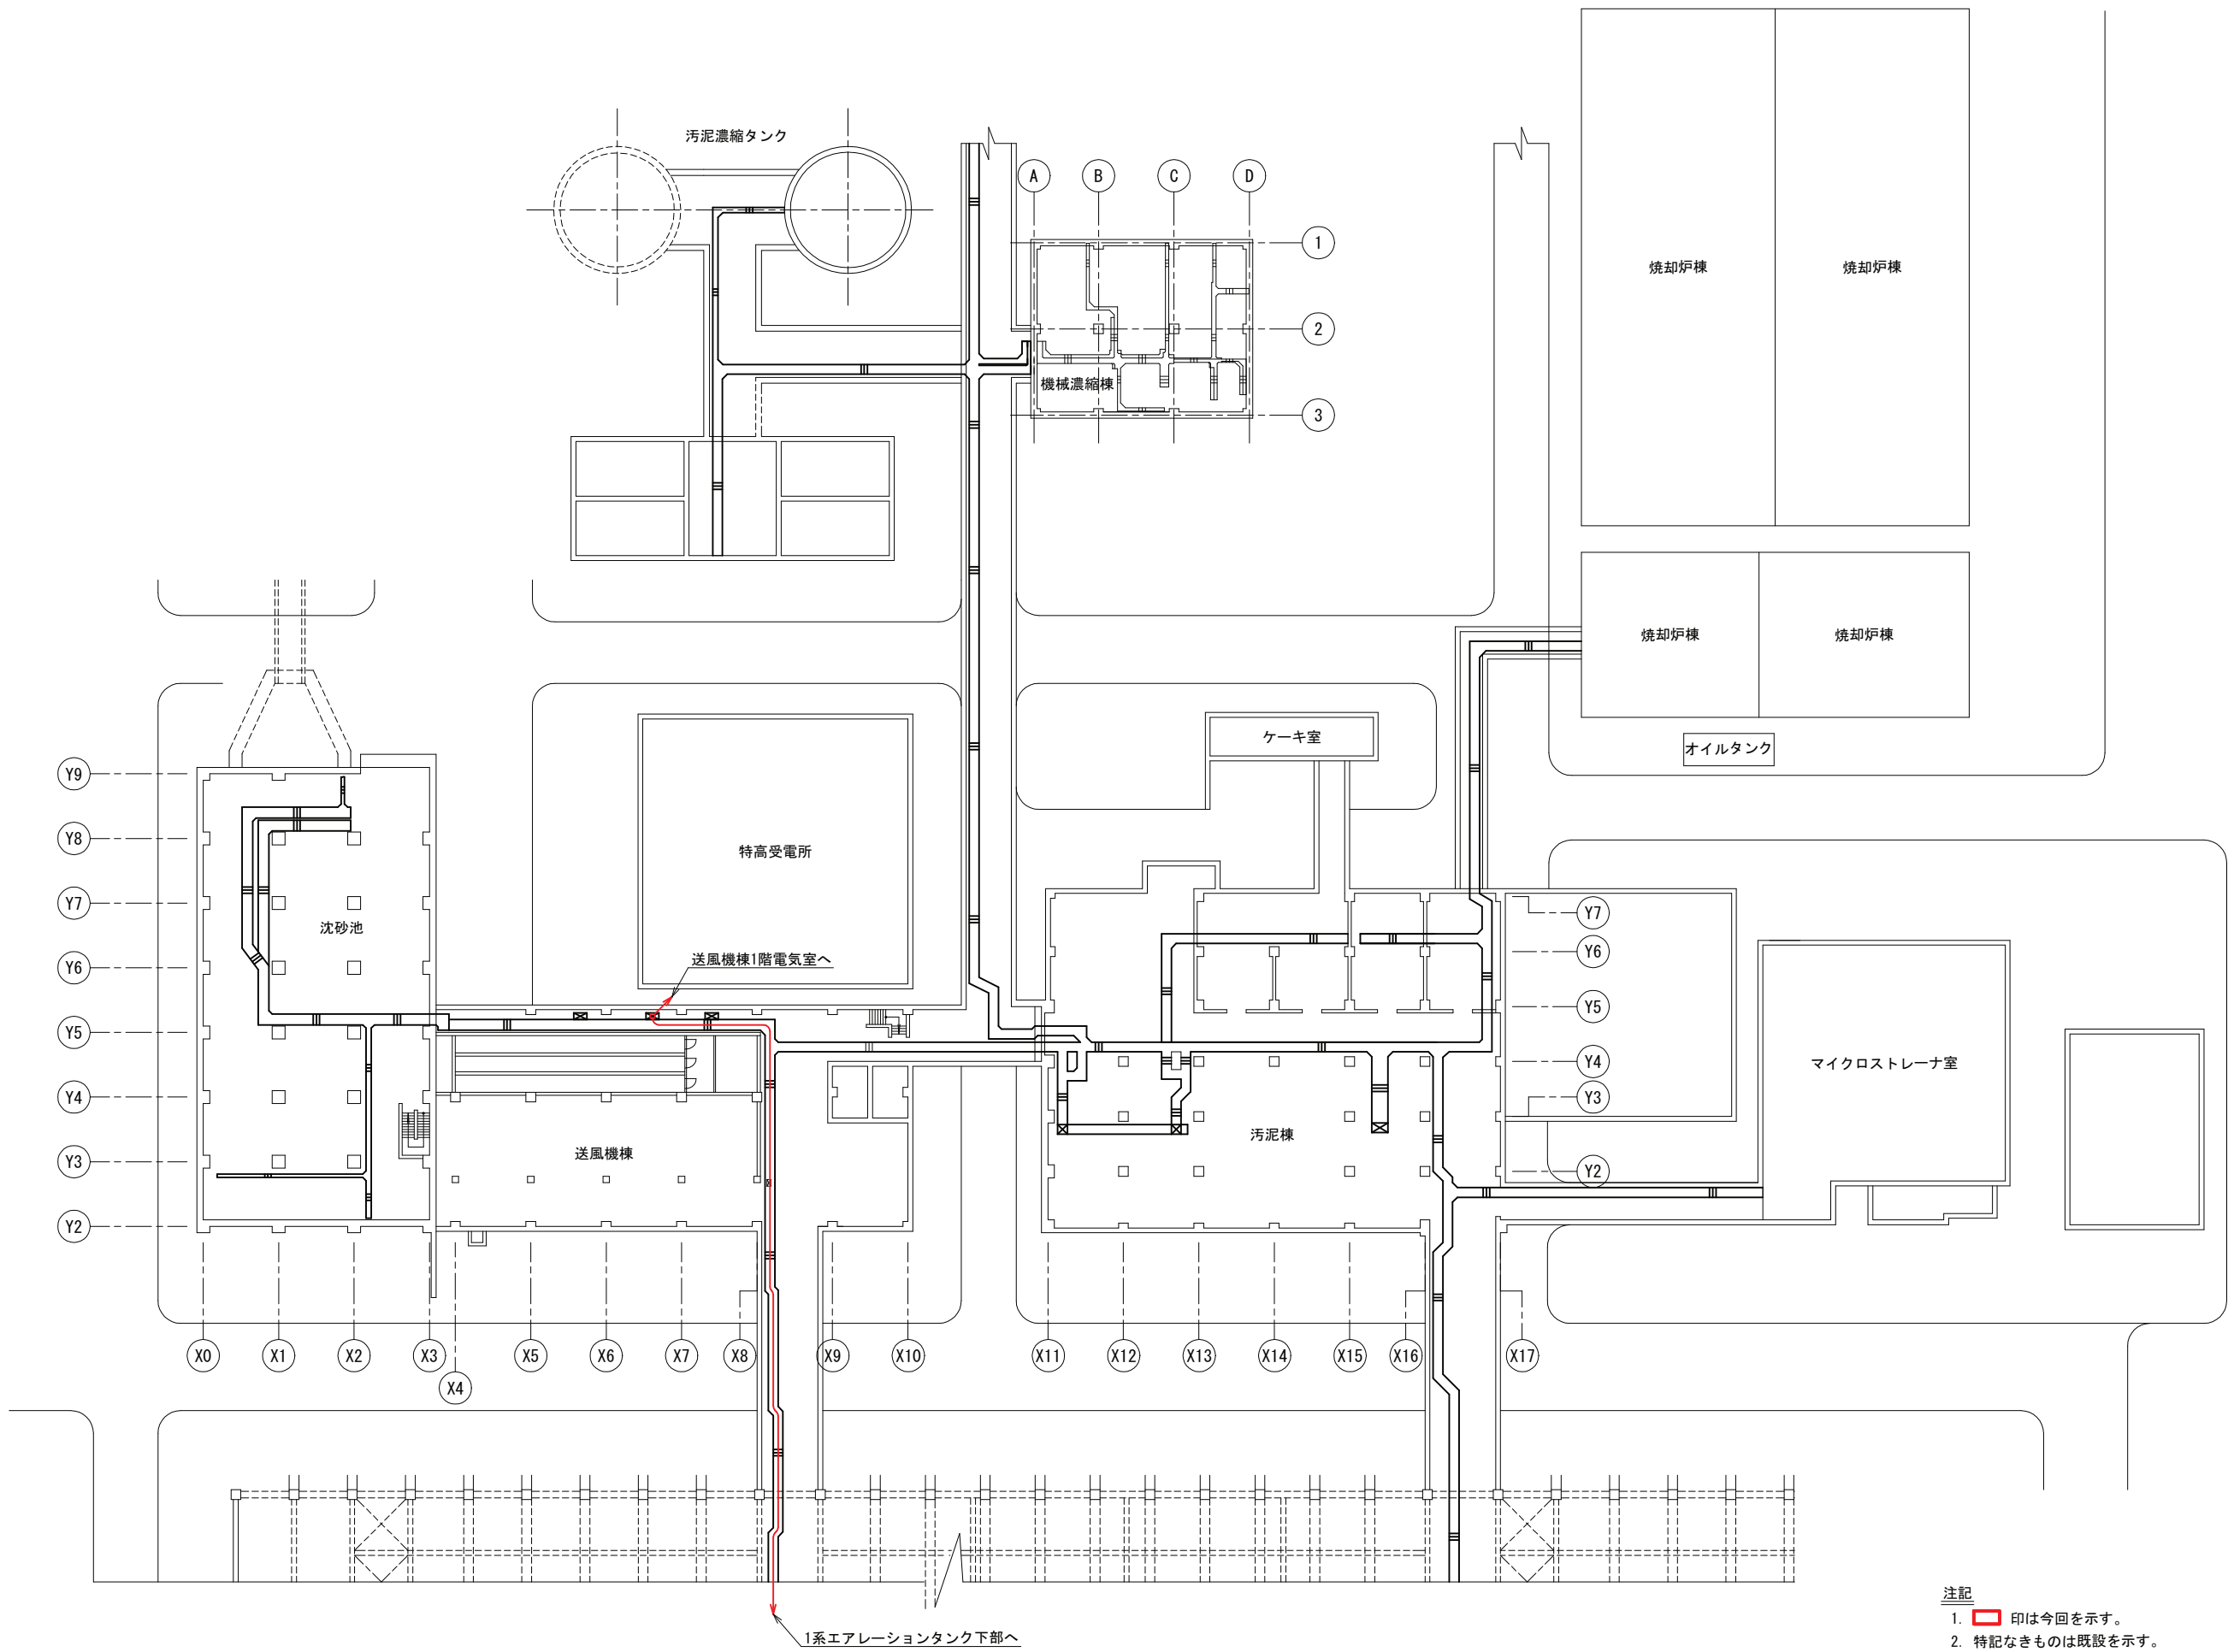 汚泥濃縮タンク
A
B
C
D
1
2
3
機械濃縮棟
焼却炉棟
焼却炉棟
焼却炉棟
焼却炉棟
オイルタンク
ケーキ室
特高受電所
Y9
Y8
Y7
Y6
Y5
Y4
Y3
Y2
沈砂池
送風機棟1階電気室へ
送風機棟
汚泥棟
Y7
Y6
Y5
Y4
Y3
Y2
マイクロストレーナ室
X0
X1
X2
X3
X4
X5
X6
X7
X8
X9
X10
X11
X12
X13
X14
X15
X16
X17
1系エアレーションタンク下部へ
注記
1. 印は今回を示す。
2. 特記なきものは既設を示す。